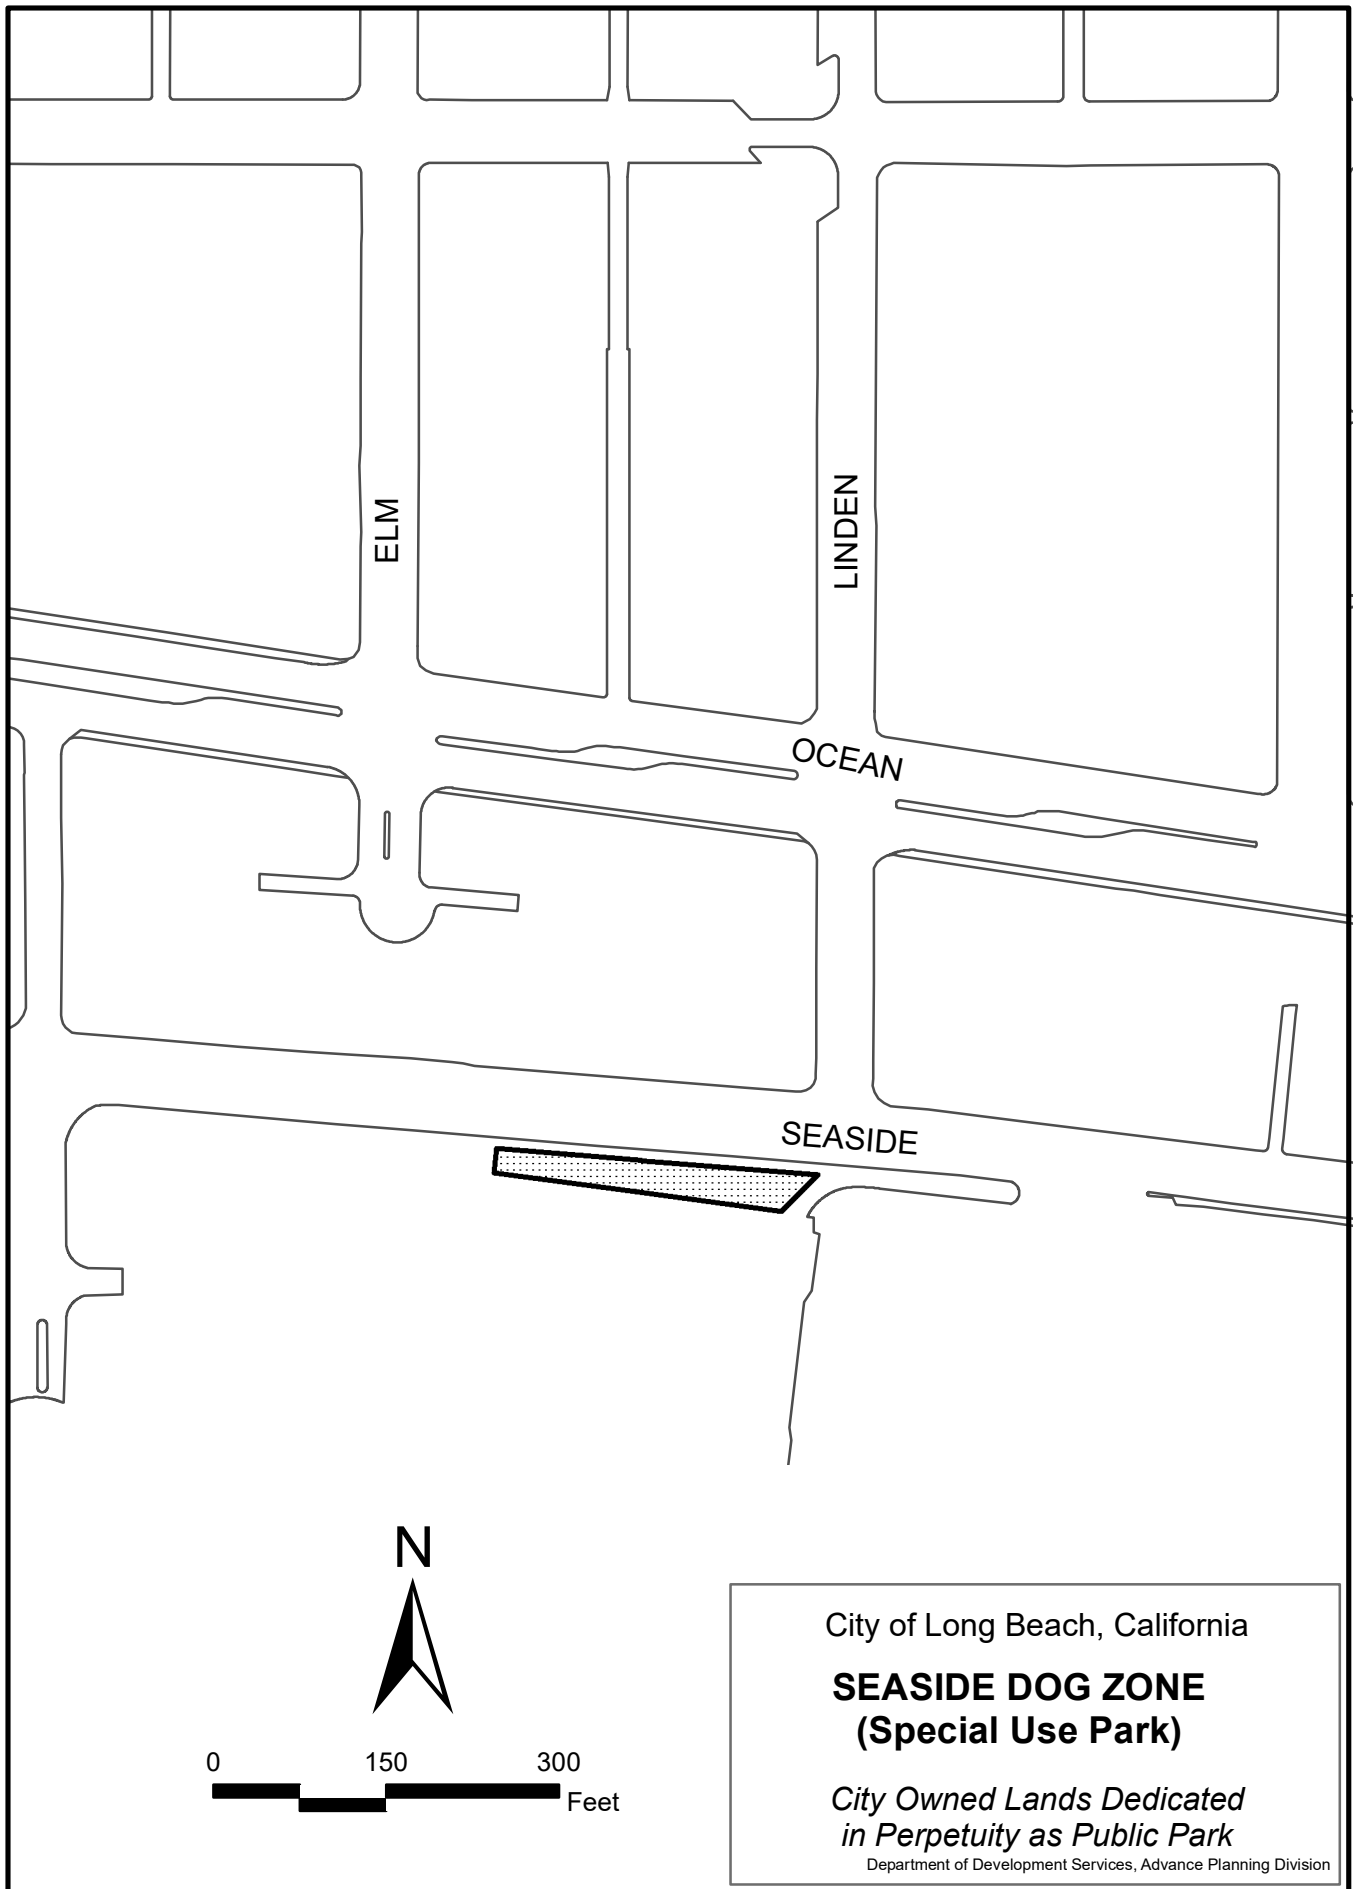 ELM
LINDEN
OCEAN
SEASIDE
N
0 150 300
Feet
City of Long Beach, California
SEASIDE DOG ZONE
(Special Use Park)
City Owned Lands Dedicated
in Perpetuity as Public Park
Department of Development Services, Advance Planning Division